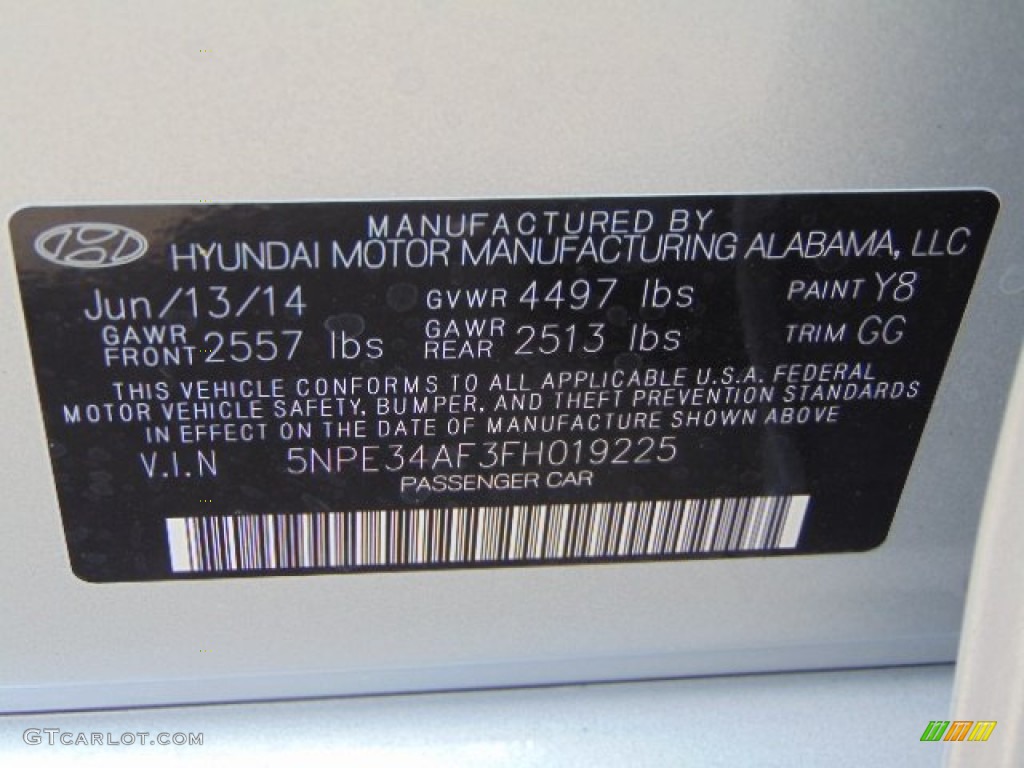 MANUFACTURED BY
HYUNDAI MOTOR MANUFACTURING ALABAMA, LLC
Jun/13/14 GVWR 4497 lbs PAINT Y8
GAWR FRONT 2557 lbs GAWR REAR 2513 lbs TRIM GG
THIS VEHICLE CONFORMS TO ALL APPLICABLE U.S.A. FEDERAL
MOTOR VEHICLE SAFETY, BUMPER, AND THEFT PREVENTION STANDARDS
IN EFFECT ON THE DATE OF MANUFACTURE SHOWN ABOVE
V.I.N 5NPE34AF3FH019225
PASSENGER CAR
GTCARLOT.COM